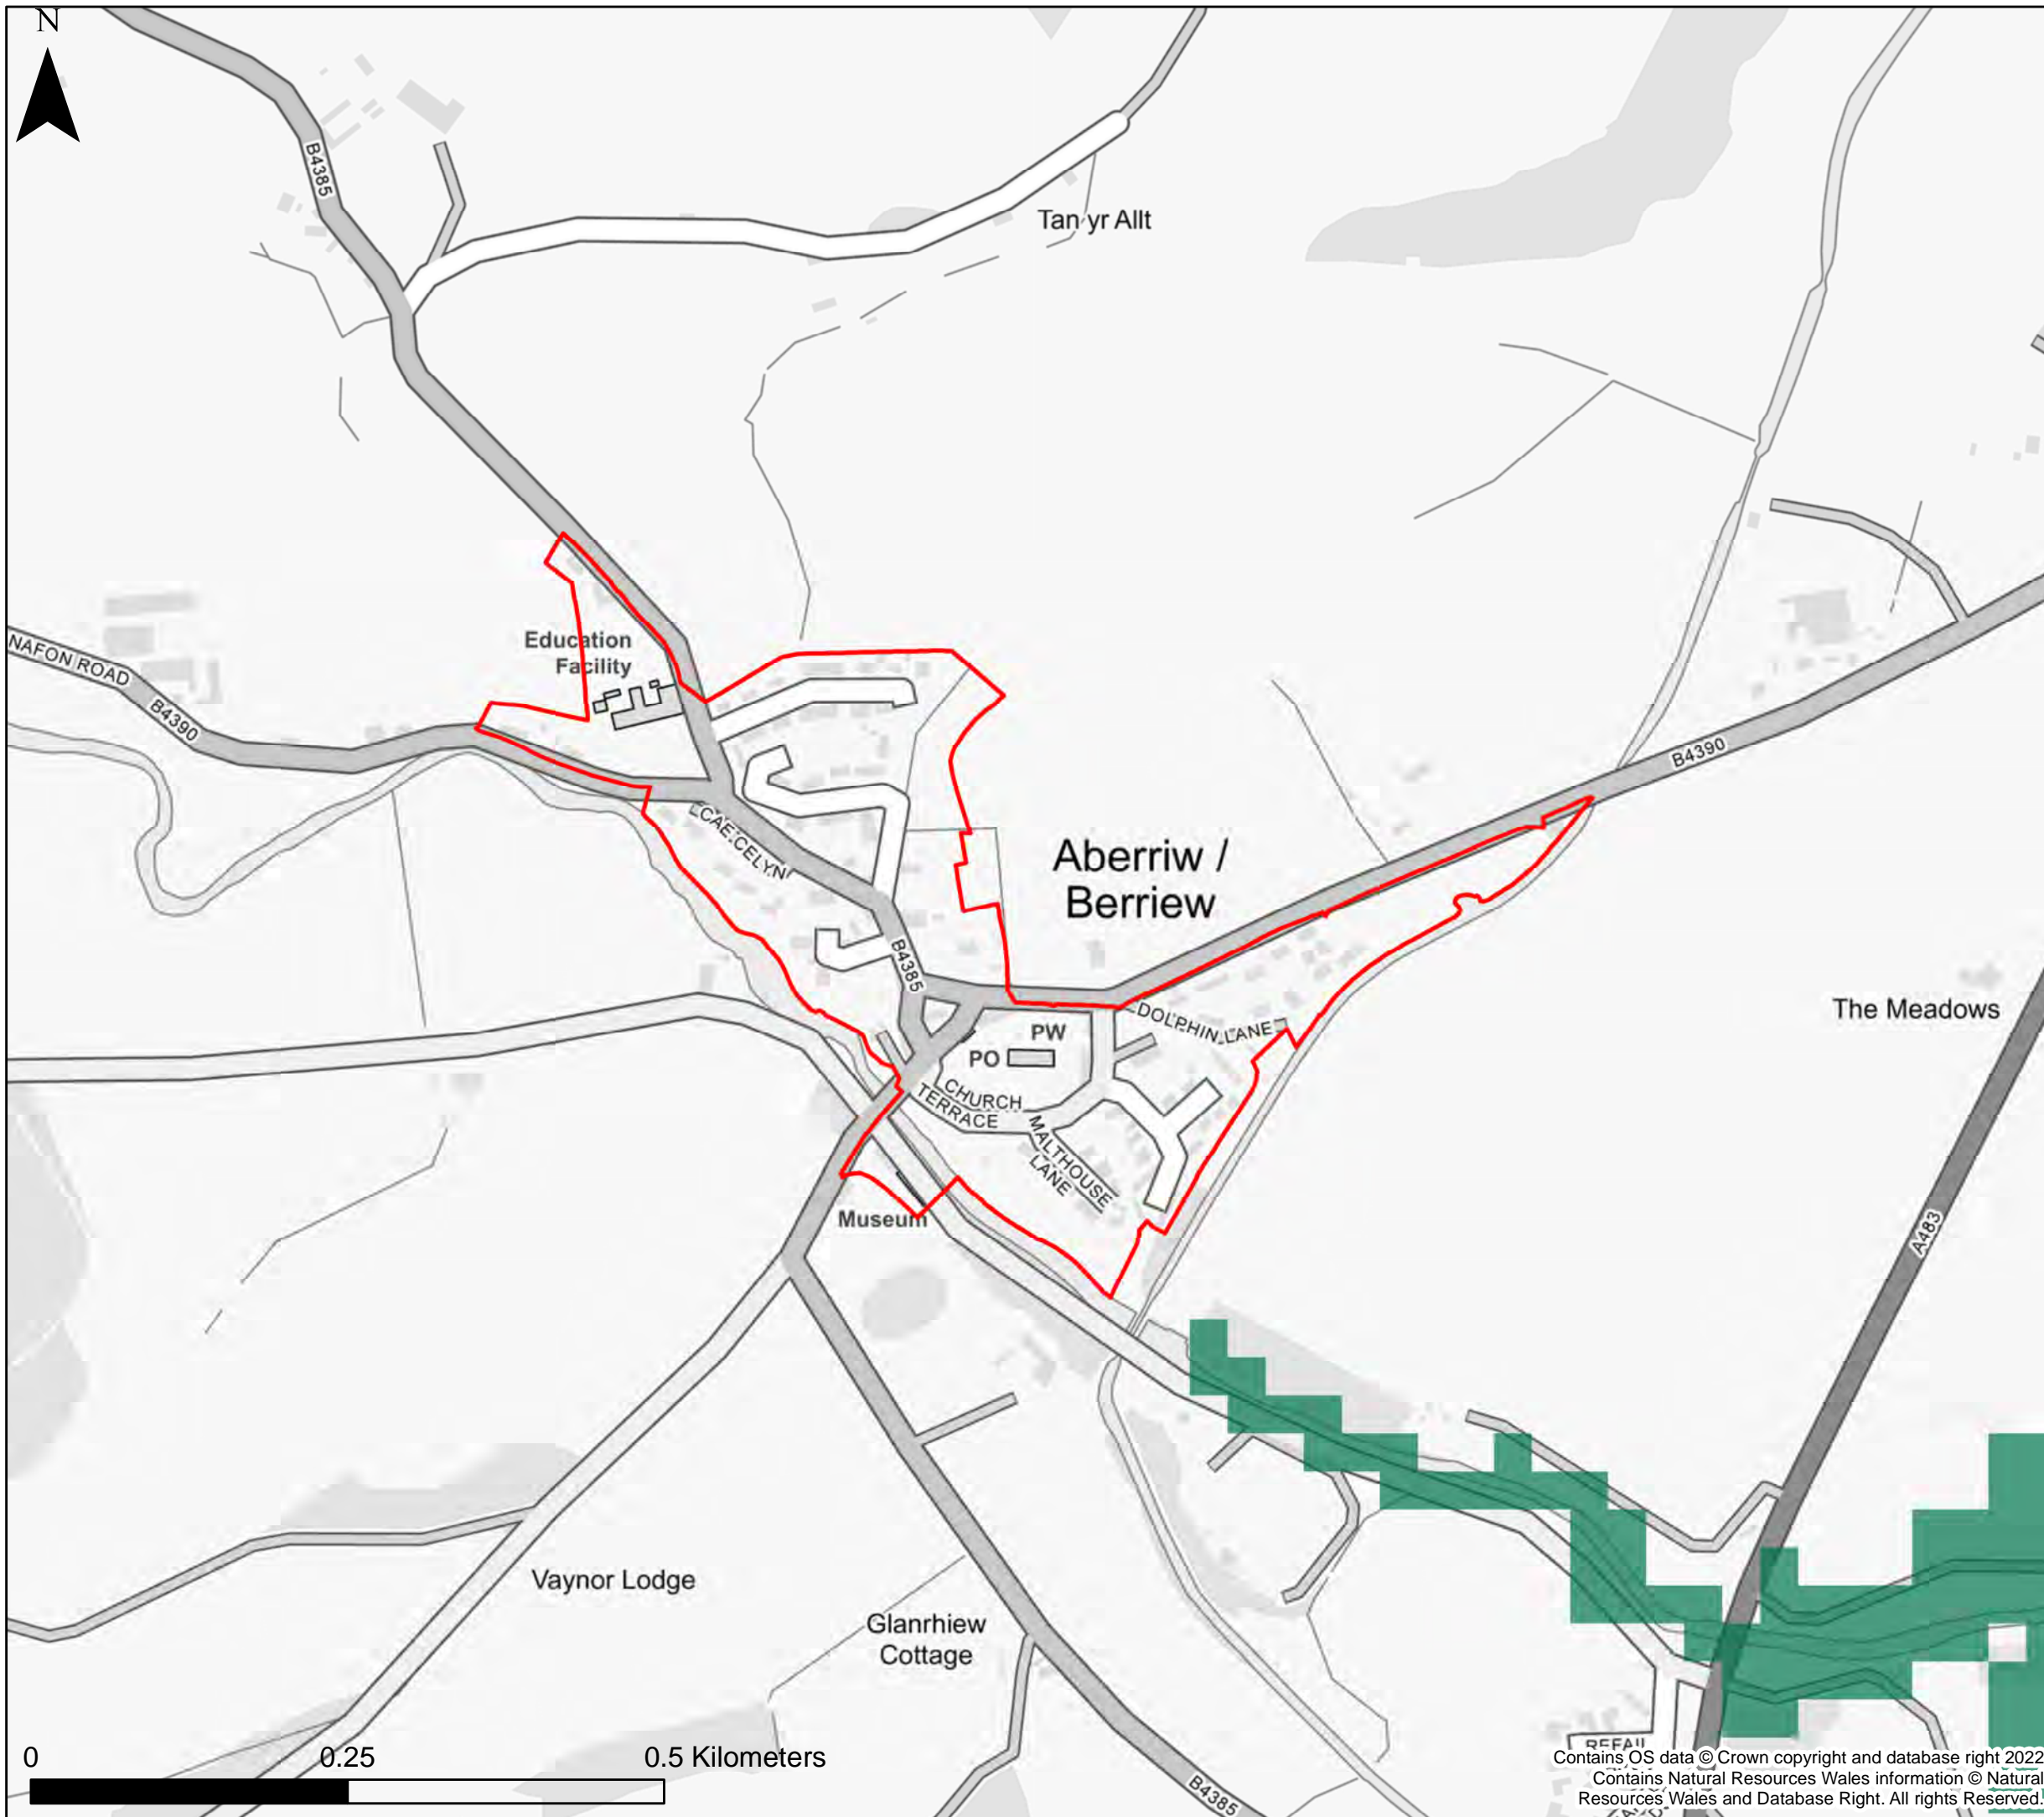 N
B4385
Tan yr Allt
Education
Facility
NAFON ROAD
B4390
CAE CELYN
Aberriw /
Berriew
B4390
B4385
DOLPHIN LANE
PW
PO
CHURCH
TERRACE
MALTHOUSE
LANE
The Meadows
Museum
A483
Vaynor Lodge
Glanrhiew
Cottage
0 0.25 0.5 Kilometers
B4385
REFAIL
Contains OS data © Crown copyright and database right 2022
Contains Natural Resources Wales information © Natural
Resources Wales and Database Right. All rights Reserved.